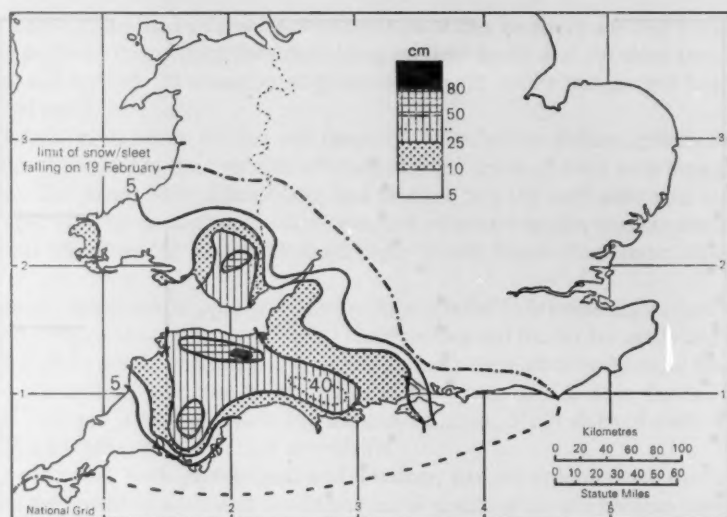 cm
80
50
25
10
5
3
3
limit of snow/sleet
falling on 19 February
5
2
2
40
5
1
1
Kilometres
0 20 40 60 80 100
0 10 20 30 40 50 60
Statute Miles
National Grid
1
2
3
4
5